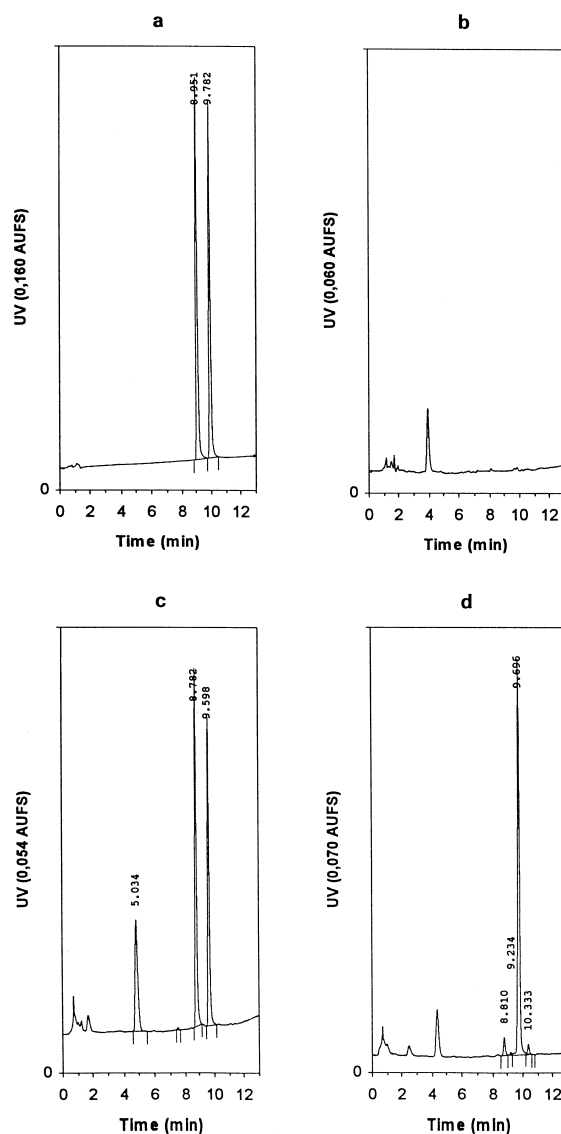 a
8.951
9.782
UV (0,160 AUFS)
0
0 2 4 6 8 10 12
Time (min)
b
UV (0,060 AUFS)
0
0 2 4 6 8 10 12
Time (min)
c
8.782
9.598
5.034
UV (0,054 AUFS)
0
0 2 4 6 8 10 12
Time (min)
d
9.696
9.234
8.810
10.333
UV (0,070 AUFS)
0
0 2 4 6 8 10 12
Time (min)